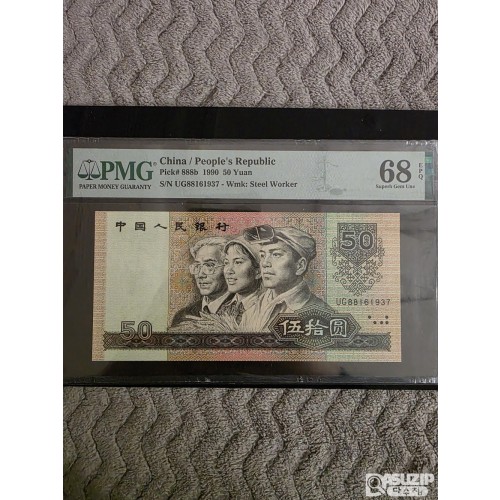 PMG
PAPER MONEY GUARANTY
China / People's Republic
Pick# 888b 1990 50 Yuan
S/N UG88161937 - Wmk: Steel Worker
68 EPQ
Superb Gem Unc
中国人民银行
50
UG88161937
50
伍拾圆
ASUZIP